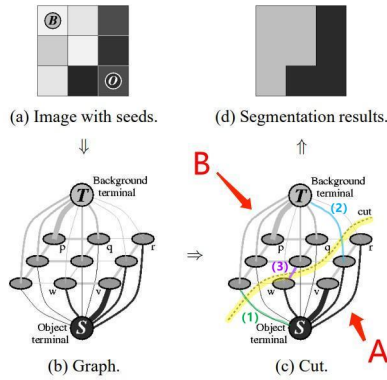 B
O
(a) Image with seeds.
(d) Segmentation results.
⇓
⇑
Background
terminal
T
p
q
r
w
v
S
Object
terminal
(b) Graph.
⇒
B
Background
terminal
T
(2)
cut
p
q
r
(3)
w
v
(1)
S
Object
terminal
A
(c) Cut.